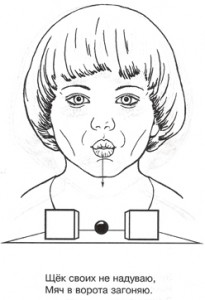 Щёк своих не надуваю,
Мяч в ворота загоняю.